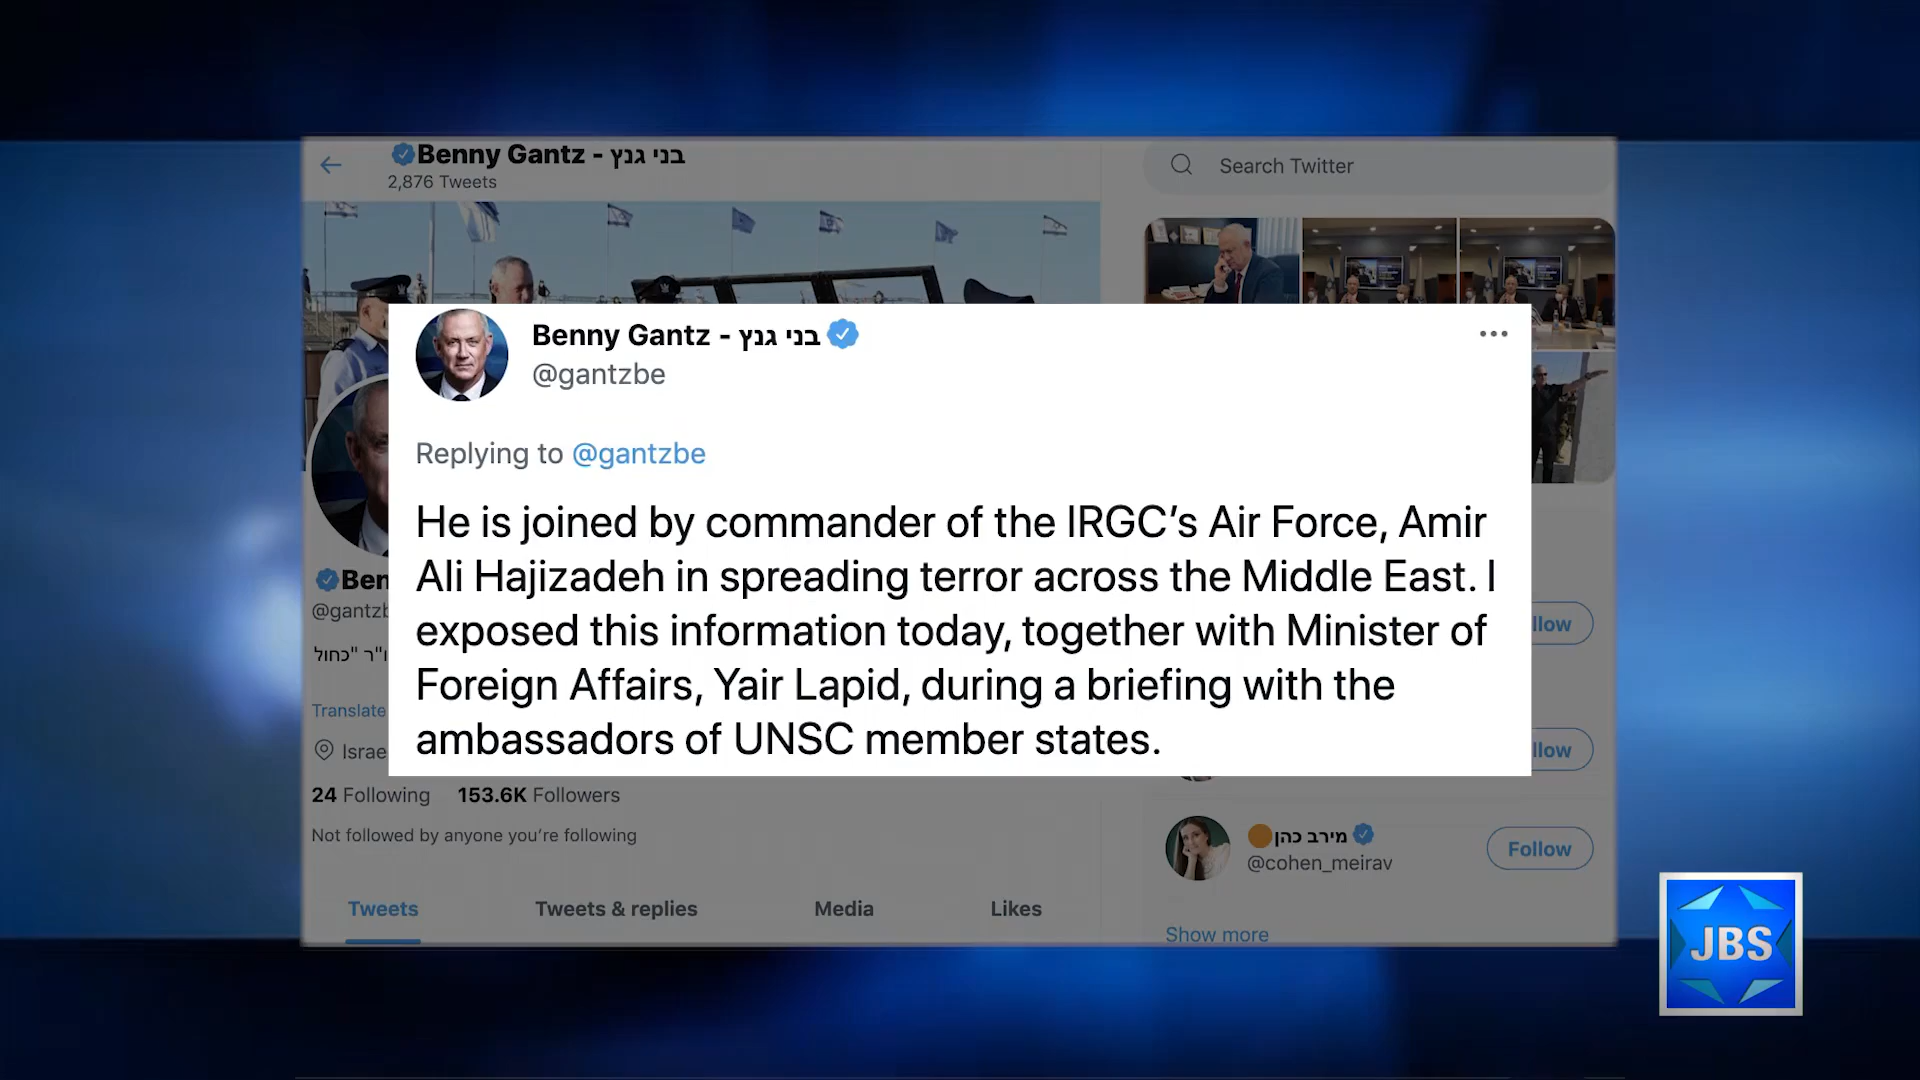 Benny Gantz - בני גנץ
2,876 Tweets
Search Twitter
Benny Gantz - בני גנץ
@gantzbe
Replying to @gantzbe
He is joined by commander of the IRGC’s Air Force, Amir
Ali Hajizadeh in spreading terror across the Middle East. I
exposed this information today, together with Minister of
Foreign Affairs, Yair Lapid, during a briefing with the
ambassadors of UNSC member states.
Translate
24 Following 153.6K Followers
Not followed by anyone you’re following
Tweets Tweets & replies Media Likes
מירב כהן
@cohen_meirav
Follow
Show more
JBS